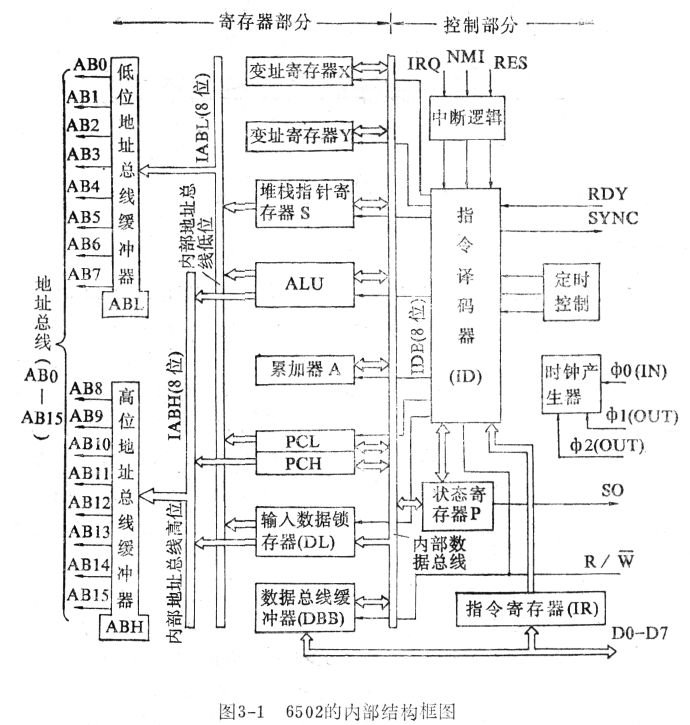 寄存器部分
控制部分
AB0
AB1
AB2
AB3
AB4
AB5
AB6
AB7
低位地址总线缓冲器
ABL
地址总线(AB0—AB15)
AB8
AB9
AB10
AB11
AB12
AB13
AB14
AB15
高位地址总线缓冲器
ABH
IABL(8位)
内部地址总
线低位
IABH(8位)
内部地址总线高位
变址寄存器X
变址寄存器Y
堆栈指针寄
存器S
ALU
累加器A
PCL
PCH
输入数据锁
存器(DL)
数据总线缓
冲器(DBB)
IDB(8位)
内部数
据总线
IRQ
NMI
RES
中断逻辑
指令译码器
(ID)
RDY
SYNC
定时
控制
时钟产
生器
ф0(IN)
ф1(OUT)
ф2(OUT)
状态寄
存器P
SO
R/W̅
指令寄存器(IR)
D0-D7
图3-1 6502的内部结构框图